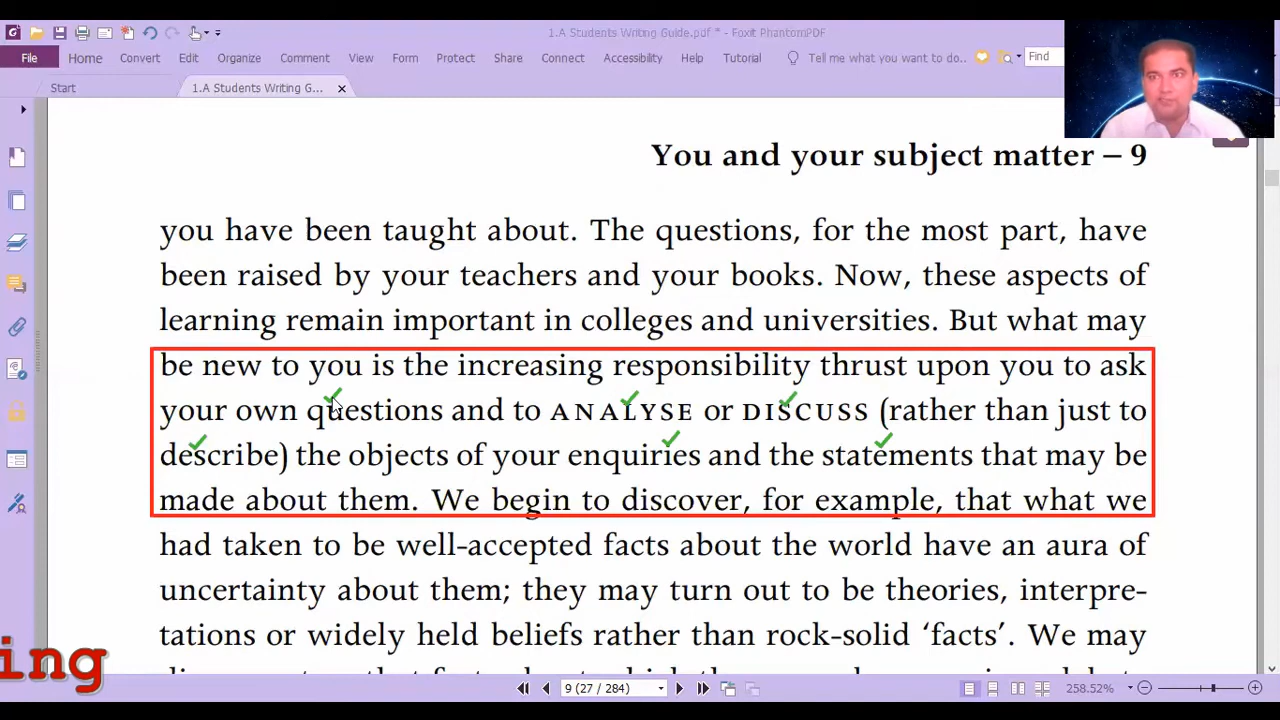 1.A Students Writing Guide.pdf * - Foxit PhantomPDF
File Home Convert Edit Organize Comment View Form Protect Share Connect Accessibility Help Tutorial Tell me what you want to do.. Find
Start 1.A Students Writing G...
You and your subject matter – 9
you have been taught about. The questions, for the most part, have
been raised by your teachers and your books. Now, these aspects of
learning remain important in colleges and universities. But what may
be new to you is the increasing responsibility thrust upon you to ask
your own questions and to ANALYSE or DISCUSS (rather than just to
describe) the objects of your enquiries and the statements that may be
made about them. We begin to discover, for example, that what we
had taken to be well-accepted facts about the world have an aura of
uncertainty about them; they may turn out to be theories, interpre-
tations or widely held beliefs rather than rock-solid ‘facts’. We may
ing
9 (27 / 284) 258.52%